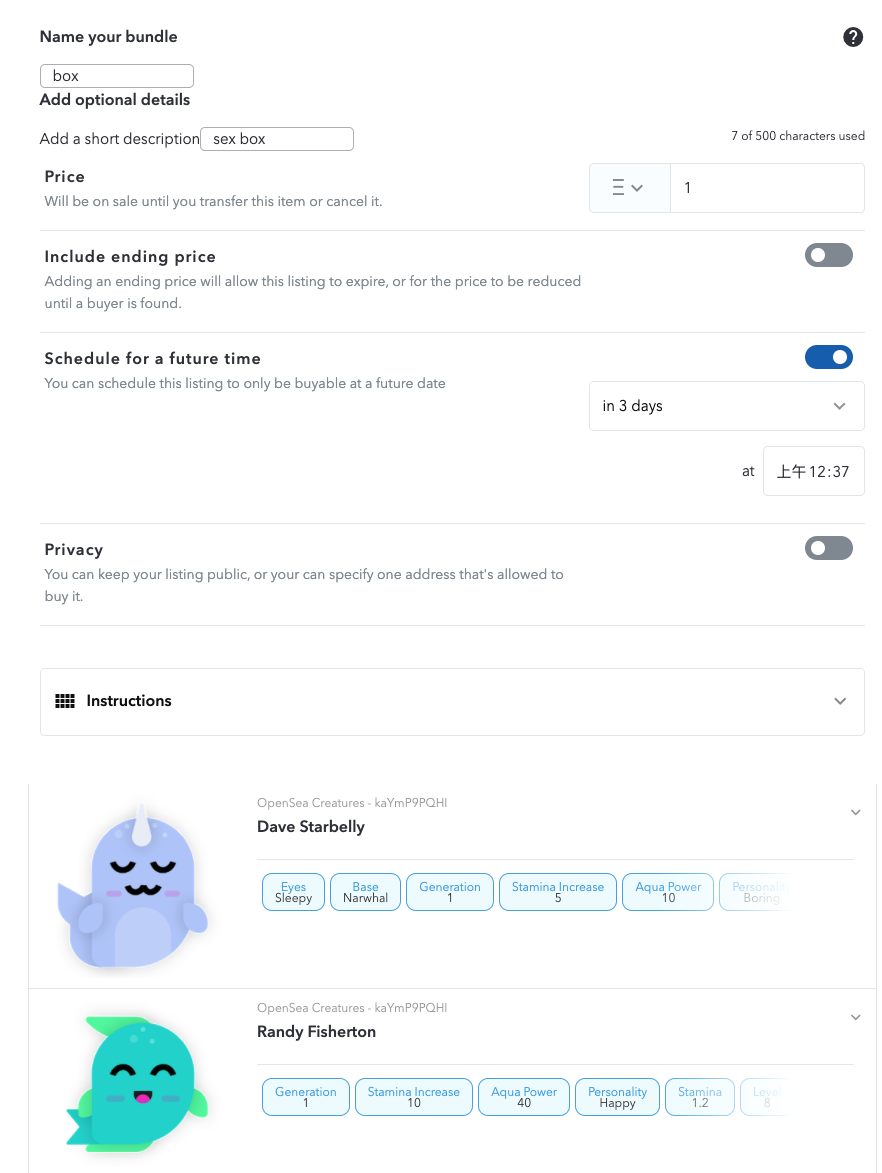 Name your bundle
box
Add optional details
Add a short description sex box 7 of 500 characters used
Price
Will be on sale until you transfer this item or cancel it.
1
Include ending price
Adding an ending price will allow this listing to expire, or for the price to be reduced
until a buyer is found.
Schedule for a future time
You can schedule this listing to only be buyable at a future date
in 3 days
at 上午12:37
Privacy
You can keep your listing public, or your can specify one address that's allowed to
buy it.
Instructions
OpenSea Creatures - kaYmP9PQHI
Dave Starbelly
Eyes Base Generation Stamina Increase Aqua Power Personality
Sleepy Narwhal 1 5 10 Boring
OpenSea Creatures - kaYmP9PQHI
Randy Fisherton
Generation Stamina Increase Aqua Power Personality Stamina Level
1 10 40 Happy 1.2 8